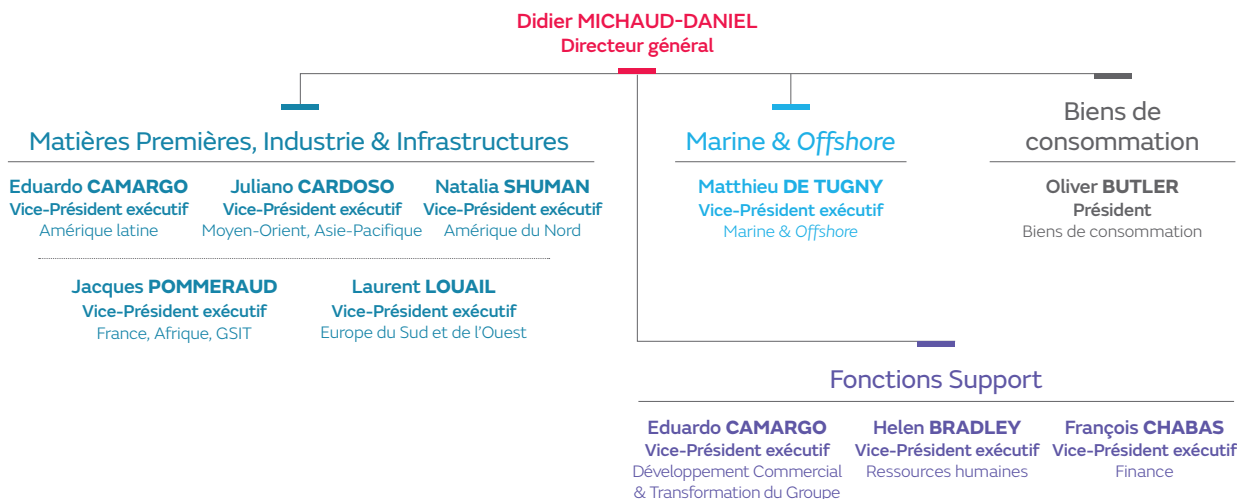 Didier MICHAUD-DANIEL
Directeur général
Matières Premières, Industrie & Infrastructures
Eduardo CAMARGO
Vice-Président exécutif
Amérique latine
Juliano CARDOSO
Vice-Président exécutif
Moyen-Orient, Asie-Pacifique
Natalia SHUMAN
Vice-Président exécutif
Amérique du Nord
Jacques POMMERAUD
Vice-Président exécutif
France, Afrique, GSIT
Laurent LOUAIL
Vice-Président exécutif
Europe du Sud et de l'Ouest
Marine & Offshore
Matthieu DE TUGNY
Vice-Président exécutif
Marine & Offshore
Biens de
consommation
Oliver BUTLER
Président
Biens de consommation
Fonctions Support
Eduardo CAMARGO
Vice-Président exécutif
Développement Commercial
& Transformation du Groupe
Helen BRADLEY
Vice-Président exécutif
Ressources humaines
François CHABAS
Vice-Président exécutif
Finance